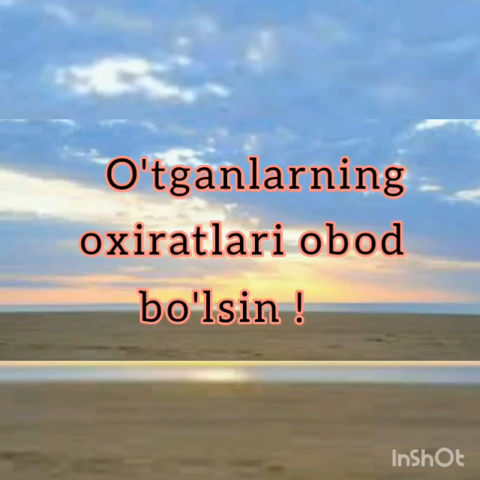 O'tganlarning
oxiratlari obod
bo'lsin !
InShOt